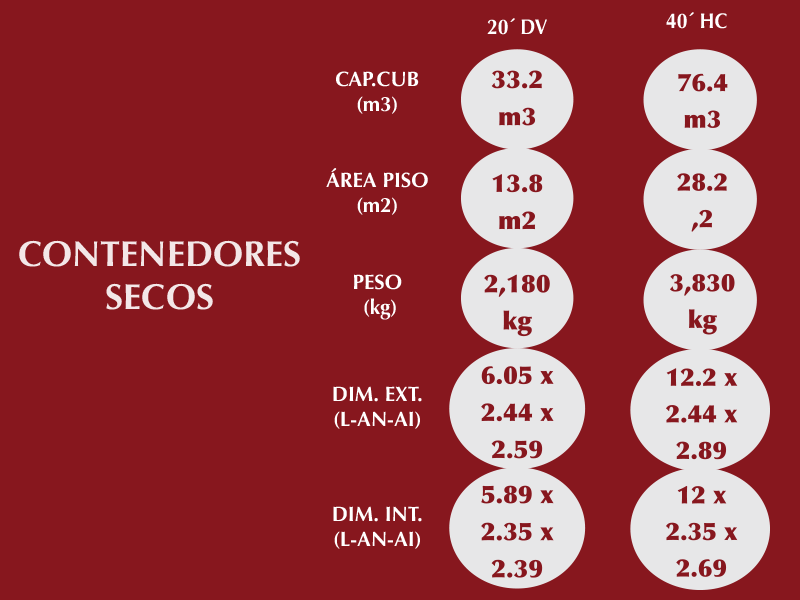 20´ DV
40´ HC
CAP.CUB
(m3)
33.2
m3
76.4
m3
ÁREA PISO
(m2)
13.8
m2
28.2
,2
CONTENEDORES
SECOS
PESO
(kg)
2,180
kg
3,830
kg
DIM. EXT.
(L-AN-AI)
6.05 x
2.44 x
2.59
12.2 x
2.44 x
2.89
DIM. INT.
(L-AN-AI)
5.89 x
2.35 x
2.39
12 x
2.35 x
2.69